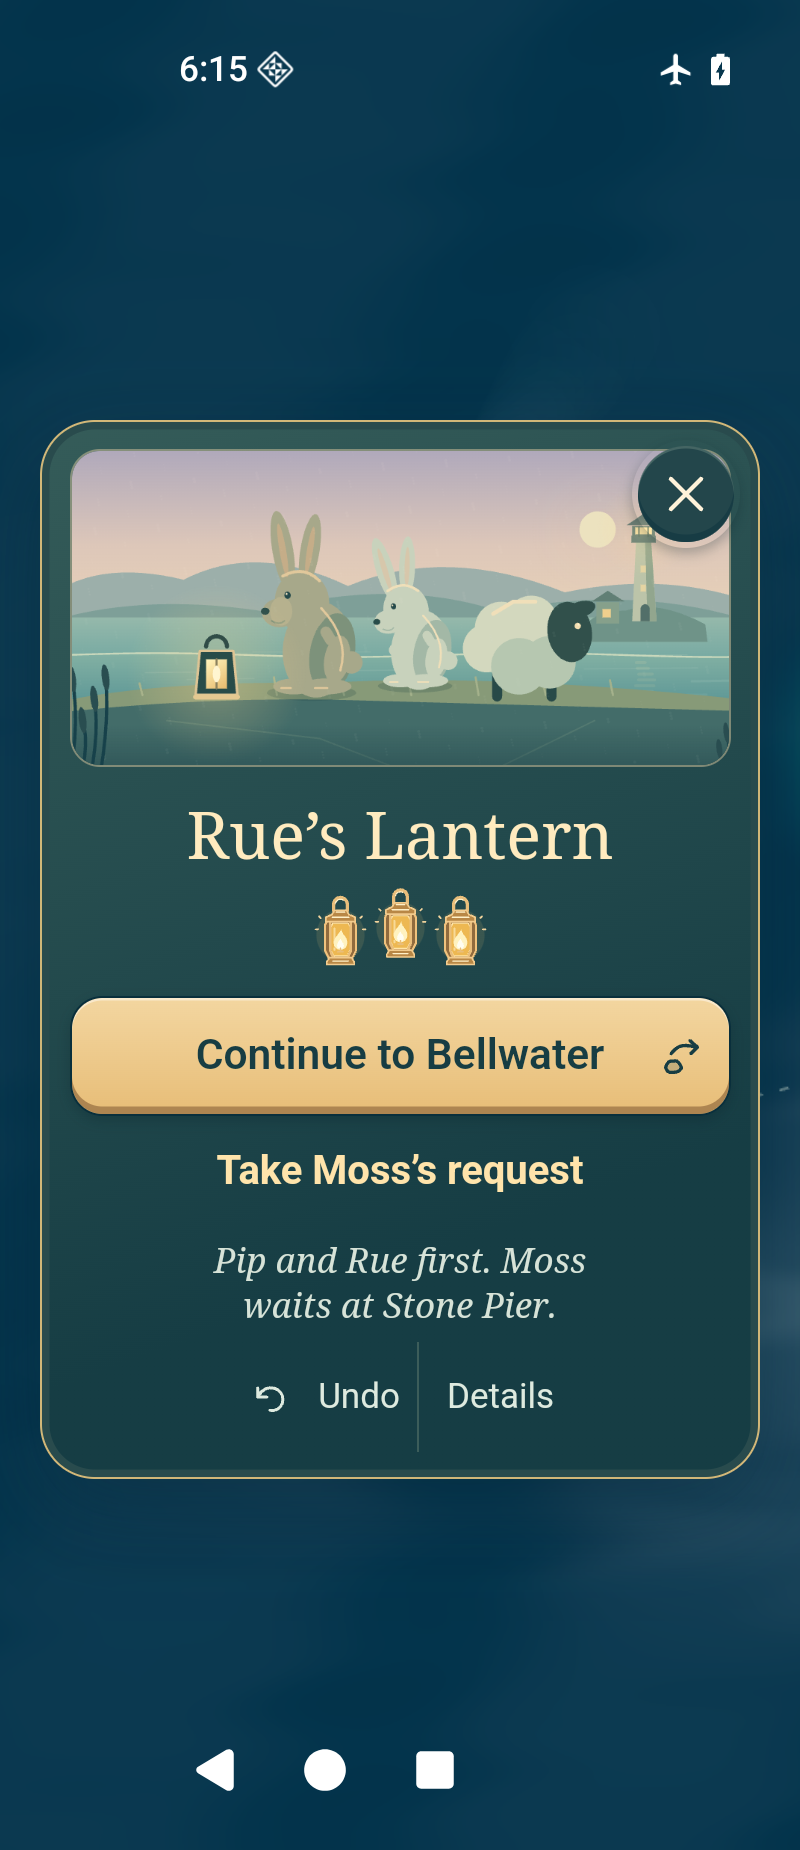 6:15
Rue’s Lantern
Continue to Bellwater
Take Moss’s request
Pip and Rue first. Moss
waits at Stone Pier.
Undo
Details